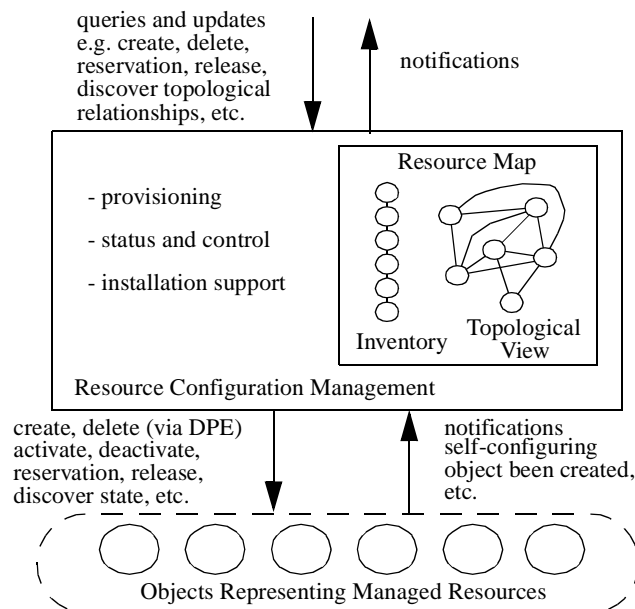 queries and updates
e.g. create, delete,
reservation, release,
discover topological
relationships, etc.
notifications
Resource Map
- provisioning
- status and control
- installation support
Inventory
Topological
View
Resource Configuration Management
create, delete (via DPE)
activate, deactivate,
reservation, release,
discover state, etc.
notifications
self-configuring
object been created,
etc.
Objects Representing Managed Resources